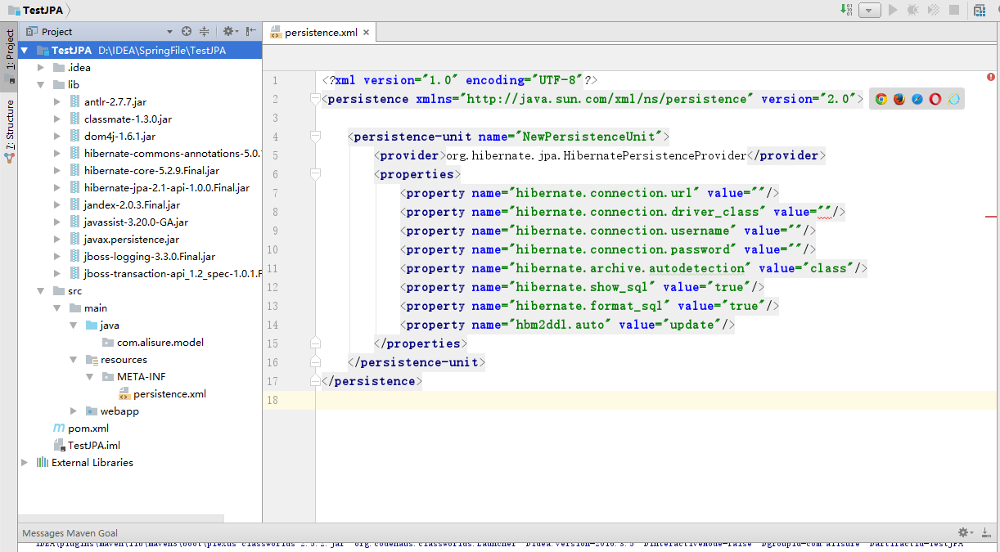 TestJPA
1: Project
7: Structure
Project
TestJPA D:\IDEA\SpringFile\TestJPA
.idea
lib
antlr-2.7.7.jar
classmate-1.3.0.jar
dom4j-1.6.1.jar
hibernate-commons-annotations-5.0.
hibernate-core-5.2.9.Final.jar
hibernate-jpa-2.1-api-1.0.0.Final.jar
jandex-2.0.3.Final.jar
javassist-3.20.0-GA.jar
javax.persistence.jar
jboss-logging-3.3.0.Final.jar
jboss-transaction-api_1.2_spec-1.0.1.F
src
main
java
com.alisure.model
resources
META-INF
persistence.xml
webapp
pom.xml
TestJPA.iml
External Libraries
persistence.xml
1 <?xml version="1.0" encoding="UTF-8"?>
2 <persistence xmlns="http://java.sun.com/xml/ns/persistence" version="2.0">
3
4 <persistence-unit name="NewPersistenceUnit">
5 <provider>org.hibernate.jpa.HibernatePersistenceProvider</provider>
6 <properties>
7 <property name="hibernate.connection.url" value=""/>
8 <property name="hibernate.connection.driver_class" value=""/>
9 <property name="hibernate.connection.username" value=""/>
10 <property name="hibernate.connection.password" value=""/>
11 <property name="hibernate.archive.autodetection" value="class"/>
12 <property name="hibernate.show_sql" value="true"/>
13 <property name="hibernate.format_sql" value="true"/>
14 <property name="hbm2ddl.auto" value="update"/>
15 </properties>
16 </persistence-unit>
17 </persistence>
18
Messages Maven Goal